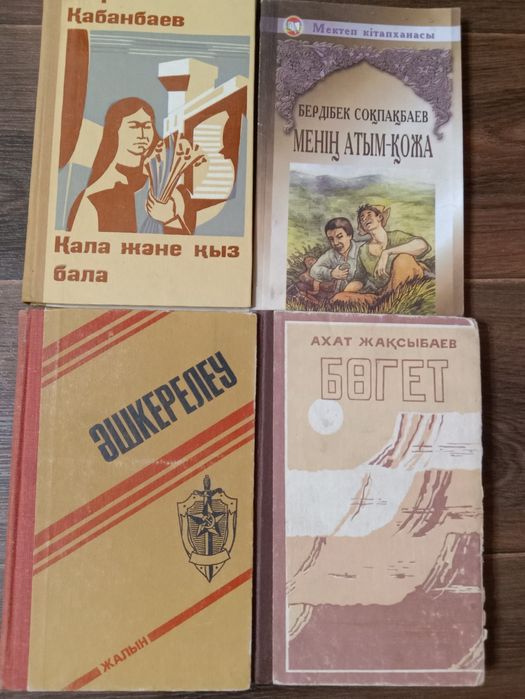 Қабанбаев
Қала және қыз
бала
Мектеп кітапханасы
БЕРДІБЕК СОҚПАҚБАЕВ
МЕНІҢ АТЫМ-ҚОЖА
ӘШКЕРЕЛЕУ
ЖАЛЫН
АХАТ ЖАҚСЫБАЕВ
БӨГЕТ